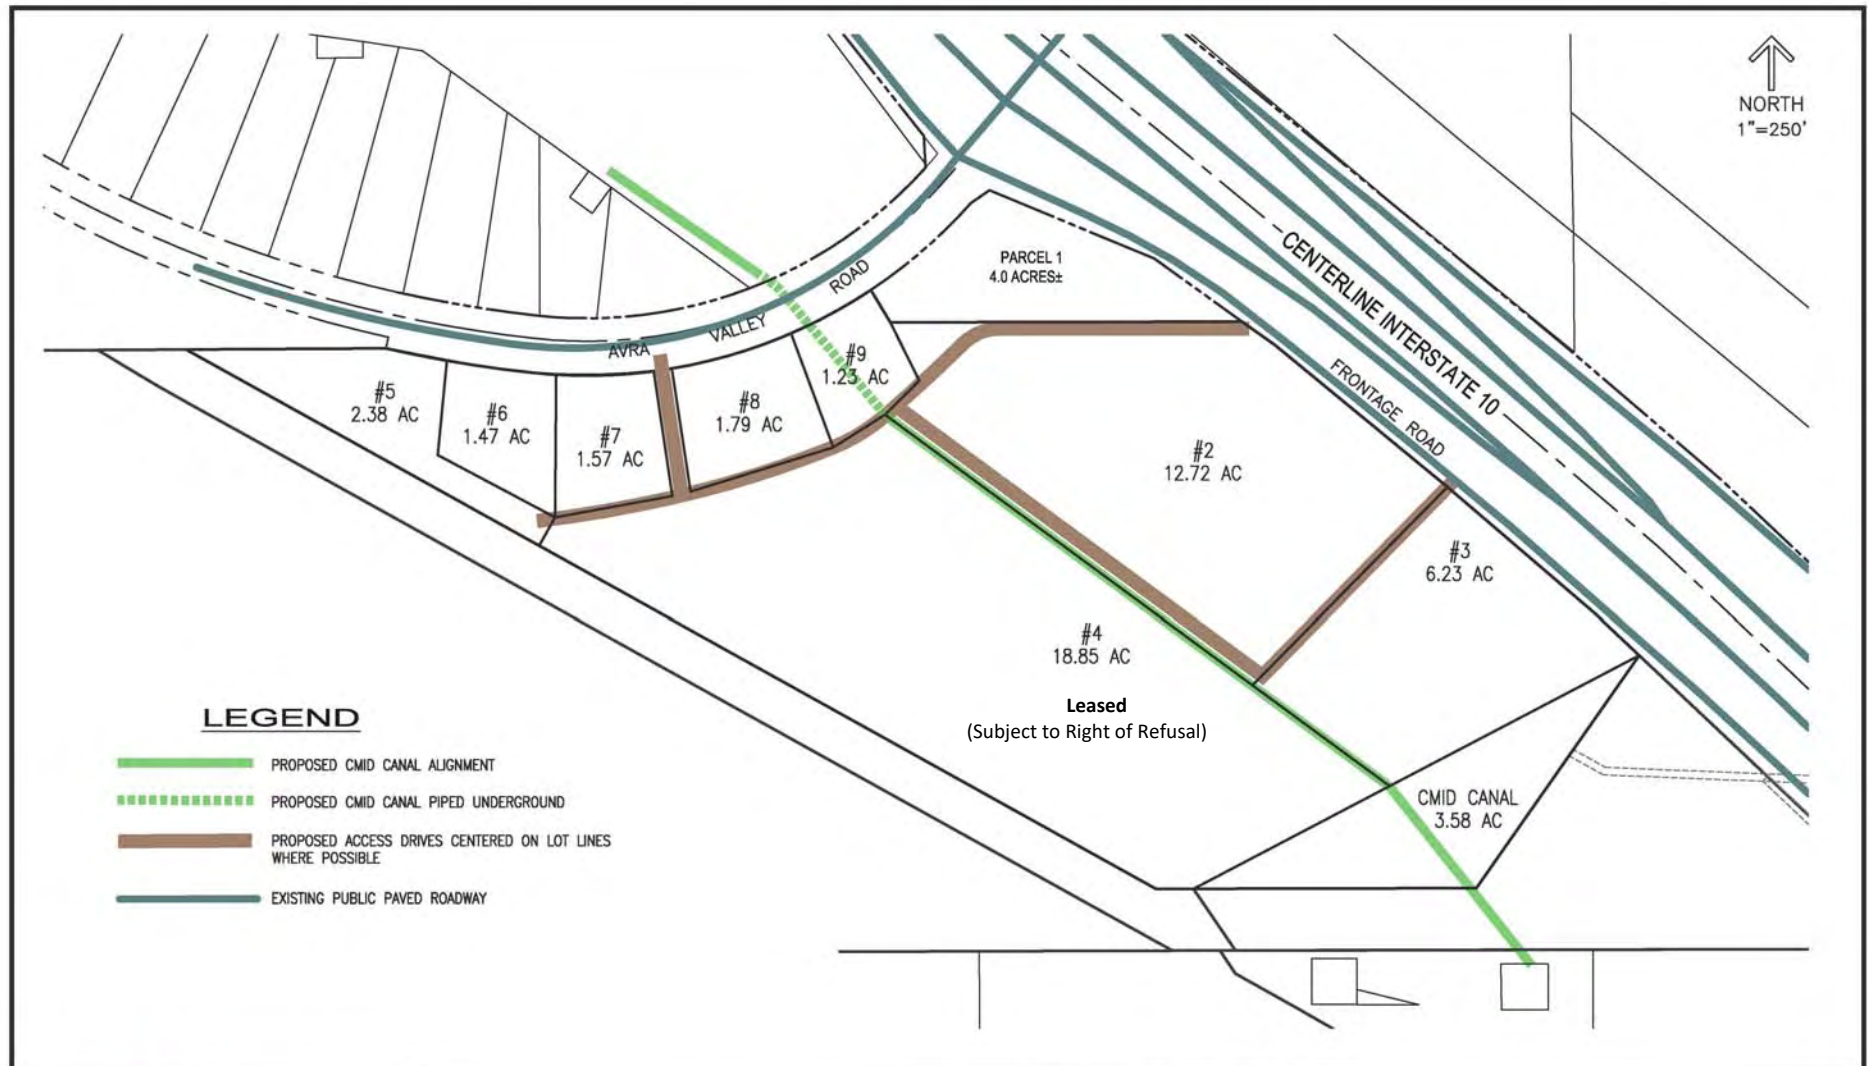 NORTH
1"=250'
PARCEL 1
4.0 ACRES±
CENTERLINE INTERSTATE 10
FRONTAGE ROAD
AVRA VALLEY ROAD
#9
1.23 AC
#5
2.38 AC
#6
1.47 AC
#7
1.57 AC
#8
1.79 AC
#2
12.72 AC
#3
6.23 AC
#4
18.85 AC
Leased
(Subject to Right of Refusal)
CMID CANAL
3.58 AC
LEGEND
PROPOSED CMID CANAL ALIGNMENT
PROPOSED CMID CANAL PIPED UNDERGROUND
PROPOSED ACCESS DRIVES CENTERED ON LOT LINES
WHERE POSSIBLE
EXISTING PUBLIC PAVED ROADWAY